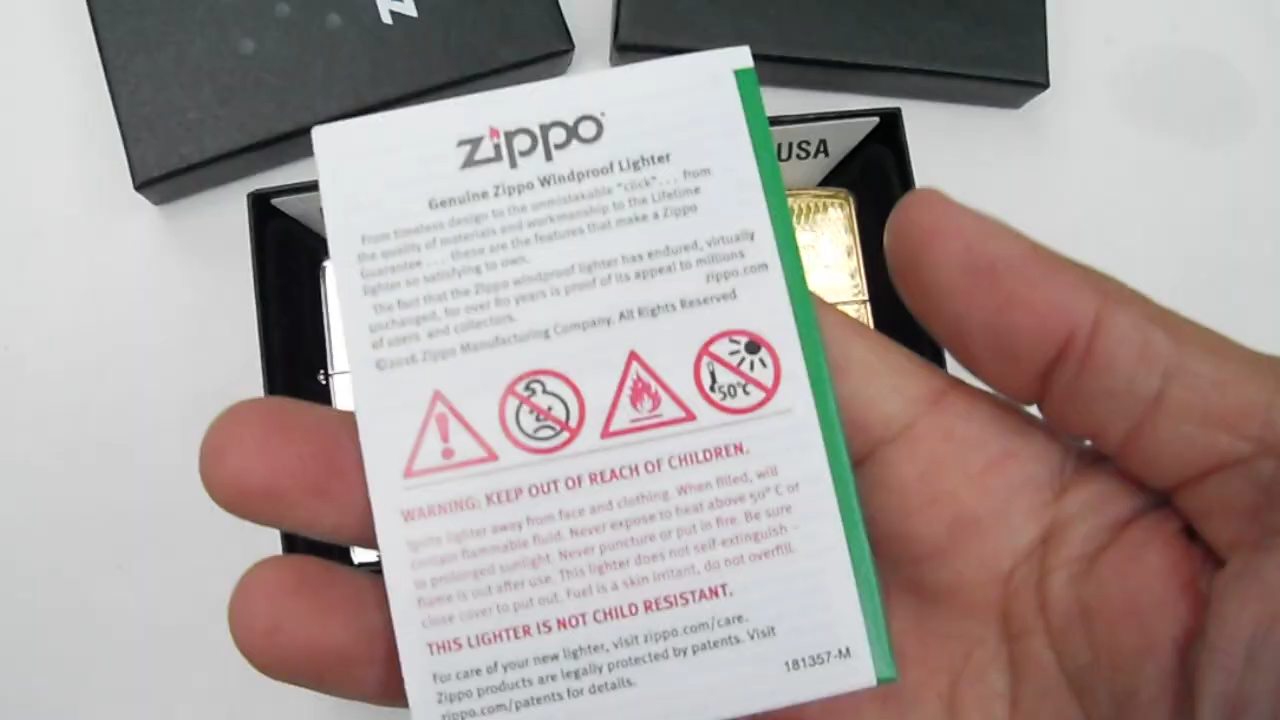 Z
USA
zippo
Genuine Zippo Windproof Lighter
From timeless design to the unmistakable "click" . . . from
the quality of materials and workmanship to the Lifetime
Guarantee . . . these are the features that make a Zippo
lighter so satisfying to own.
The fact that the Zippo windproof lighter has endured, virtually
unchanged, for over 80 years is proof of its appeal to millions
of users and collectors.
zippo.com
©2016 Zippo Manufacturing Company. All Rights Reserved
50°C
WARNING: KEEP OUT OF REACH OF CHILDREN.
Ignite lighter away from face and clothing. When filled, will
contain flammable fluid. Never expose to heat above 50° C or
to prolonged sunlight. Never puncture or put in fire. Be sure
flame is out after use. This lighter does not self-extinguish –
close cover to put out. Fuel is a skin irritant, do not overfill.
THIS LIGHTER IS NOT CHILD RESISTANT.
For care of your new lighter, visit zippo.com/care.
Zippo products are legally protected by patents. Visit
zippo.com/patents for details.
181357-M